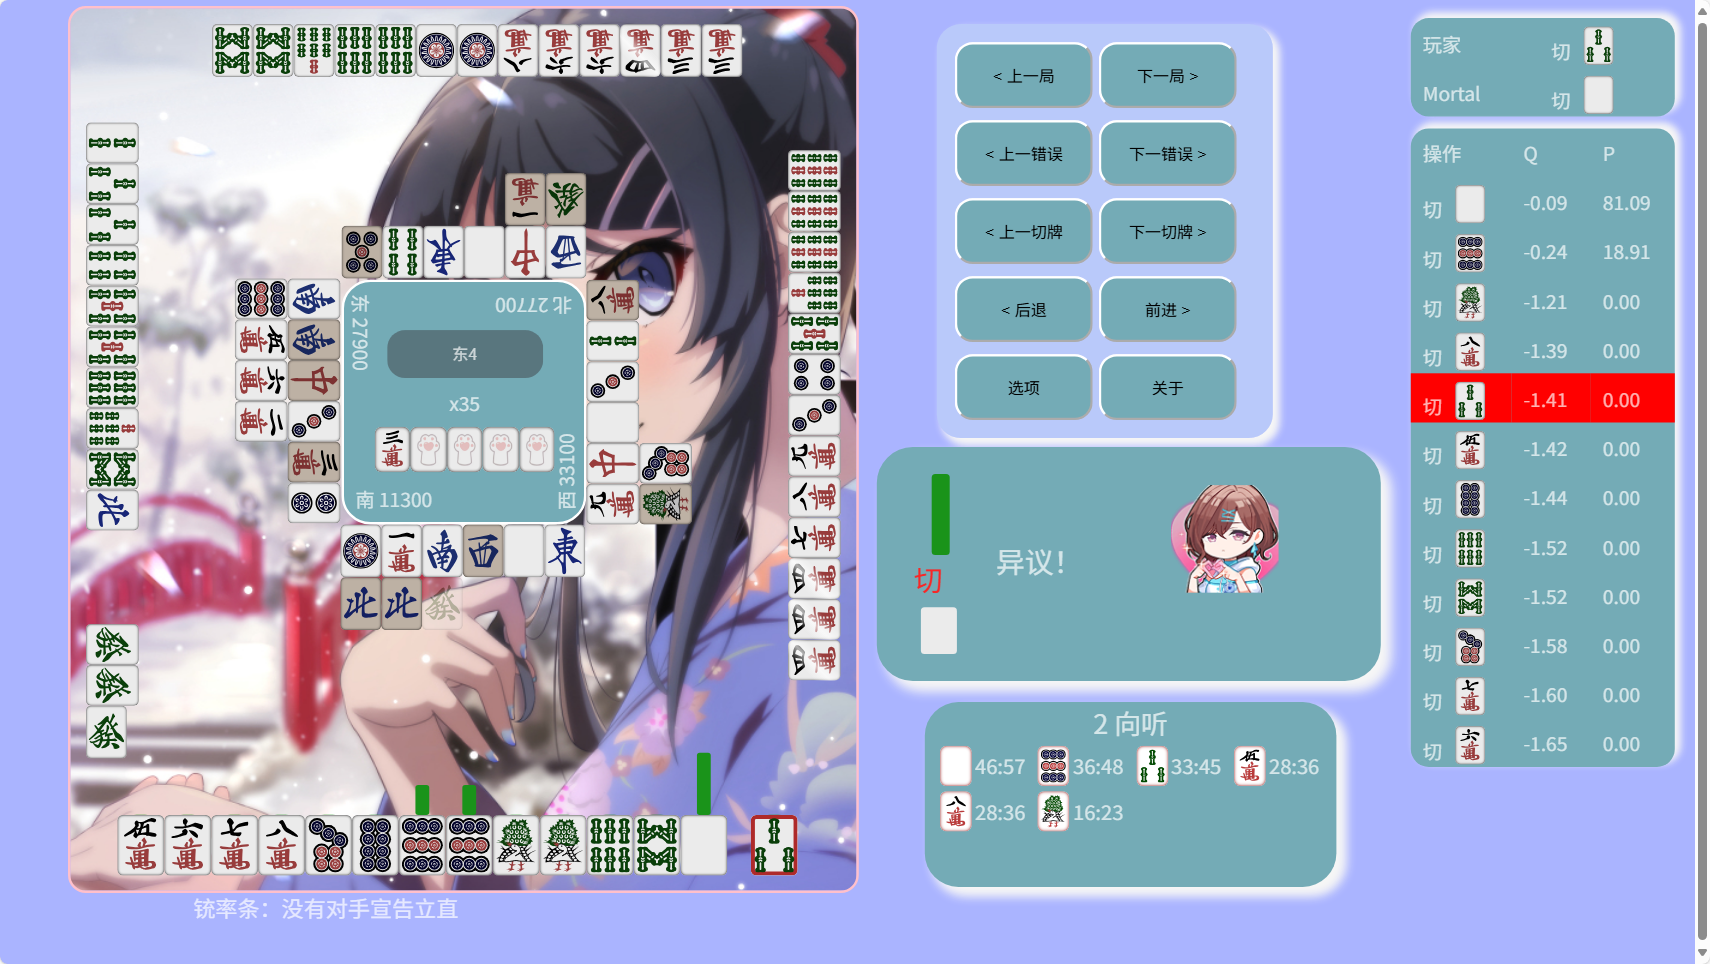 东 27900
北 27700
东4
x35
南 11300
西 33100
铳率条：没有对手宣告立直
< 上一局
下一局 >
< 上一错误
下一错误 >
< 上一切牌
下一切牌 >
< 后退
前进 >
选项
关于
切
异议！
2 向听
46:57 36:48 33:45 28:36
28:36 16:23
玩家 切
Mortal 切
操作 Q P
切 -0.09 81.09
切 -0.24 18.91
切 -1.21 0.00
切 -1.39 0.00
切 -1.41 0.00
切 -1.42 0.00
切 -1.44 0.00
切 -1.52 0.00
切 -1.52 0.00
切 -1.58 0.00
切 -1.60 0.00
切 -1.65 0.00